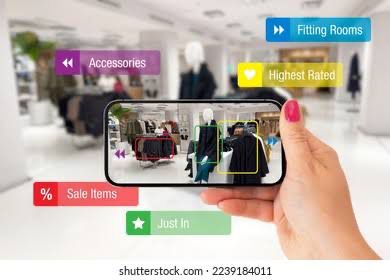 Fitting Rooms
Accessories
Highest Rated
% Sale Items
Just In
shutterstock.com · 2239184011